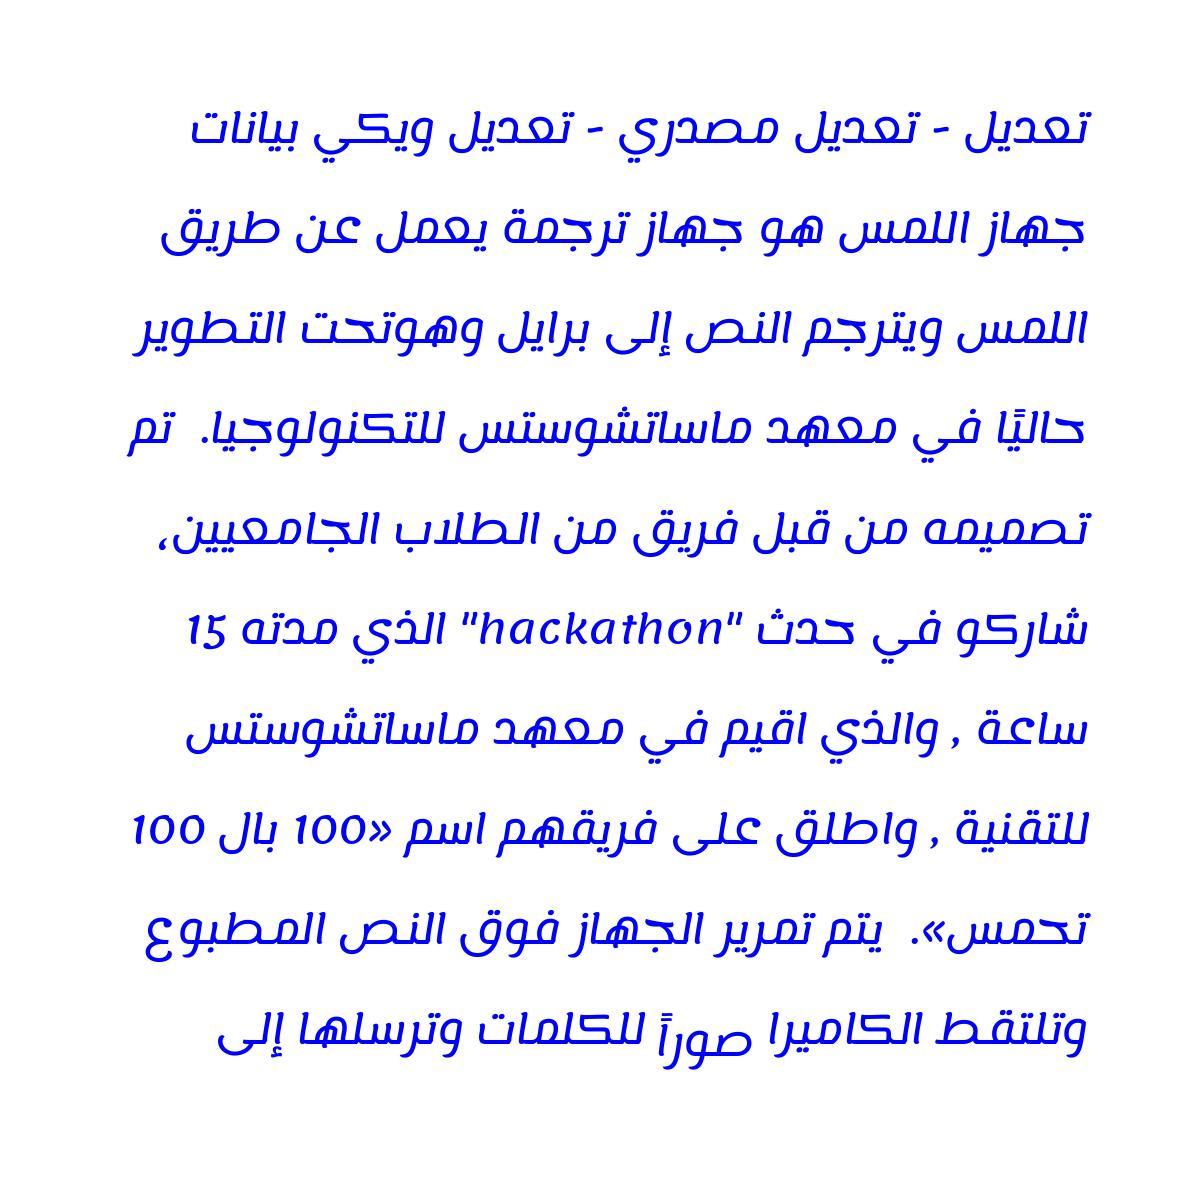 تعديل - تعديل مصدري - تعديل ويكي بيانات
جهاز اللمس هو جهاز ترجمة يعمل عن طريق
اللمس ويترجم النص إلى برايل وهوتحت التطوير
حاليًا في معهد ماساتشوستس للتكنولوجيا. تم
تصميمه من قبل فريق من الطلاب الجامعيين،
شاركو في حدث "hackathon" الذي مدته 15
ساعة , والذي اقيم في معهد ماساتشوستس
للتقنية , واطلق على فريقهم اسم «100 بال 100
تحمس». يتم تمرير الجهاز فوق النص المطبوع
وتلتقط الكاميرا صوراً للكلمات وترسلها إلى